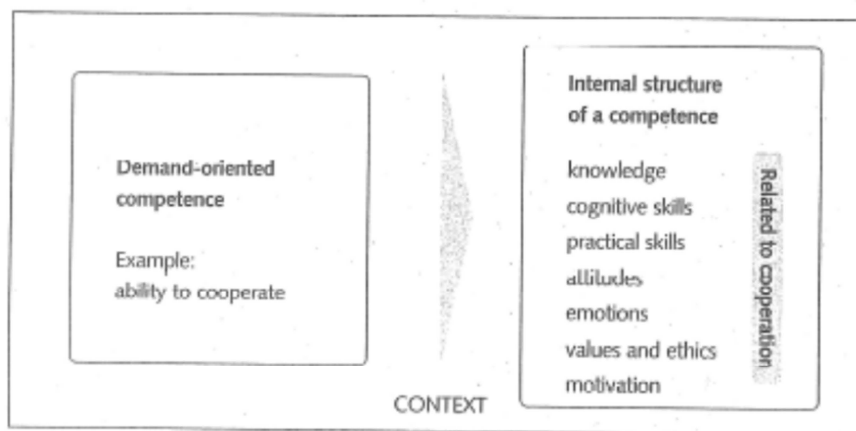 Demand-oriented
competence
Example:
ability to cooperate
Internal structure
of a competence
knowledge
cognitive skills
practical skills
attitudes
emotions
values and ethics
motivation
Related to cooperation
CONTEXT